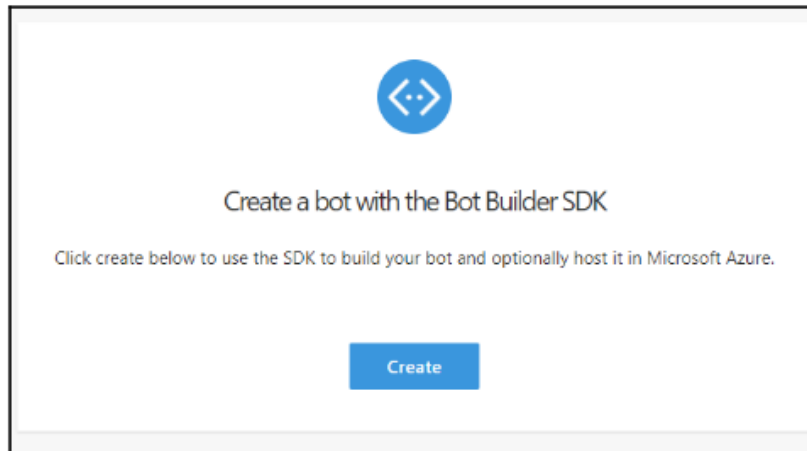 Create a bot with the Bot Builder SDK
Click create below to use the SDK to build your bot and optionally host it in Microsoft Azure.
Create